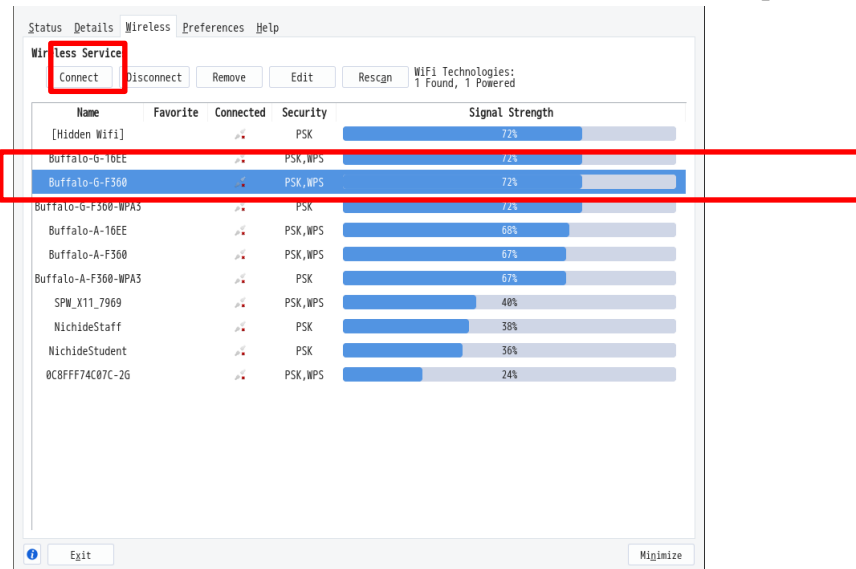 Status Details Wireless Preferences Help
Wireless Services
Connect Disconnect Remove Edit Rescan WiFi Technologies:
1 Found, 1 Powered
Name Favorite Connected Security Signal Strength
[Hidden Wifi] PSK 72%
Buffalo-G-16EE PSK,WPS 72%
Buffalo-G-F360 PSK,WPS 72%
Buffalo-G-F360-WPA3 PSK 72%
Buffalo-A-16EE PSK,WPS 68%
Buffalo-A-F360 PSK,WPS 67%
Buffalo-A-F360-WPA3 PSK 67%
SPW_X11_7969 PSK,WPS 40%
NichideStaff PSK 38%
NichideStudent PSK 36%
0C8FFF74C07C-2G PSK,WPS 24%
Exit Minimize